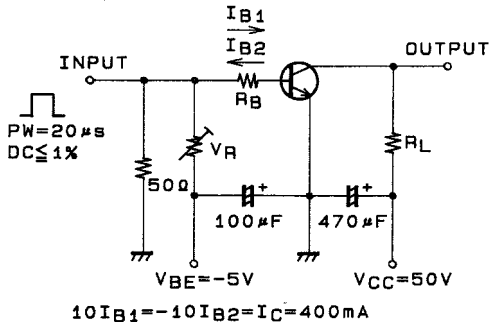 IB1
IB2
INPUT
OUTPUT
RB
PW=20μs
DC≦1%
VR
RL
50Ω
+
+
100μF
470μF
VBE=-5V
VCC=50V
10IB1=-10IB2=IC=400mA